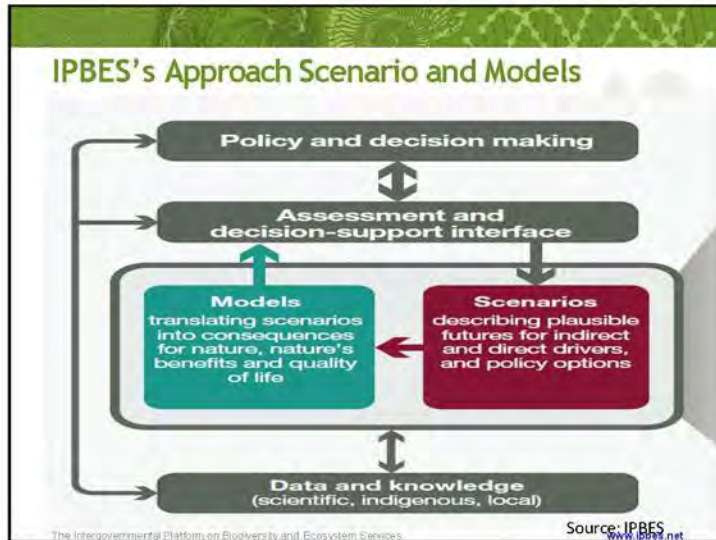 IPBES's Approach Scenario and Models
Policy and decision making
Assessment and
decision-support interface
Models
translating scenarios
into consequences
for nature, nature's
benefits and quality
of life
Scenarios
describing plausible
futures for indirect
and direct drivers,
and policy options
Data and knowledge
(scientific, indigenous, local)
Source: IPBES
The Intergovernmental Platform on Biodiversity and Ecosystem Services
www.ipbes.net